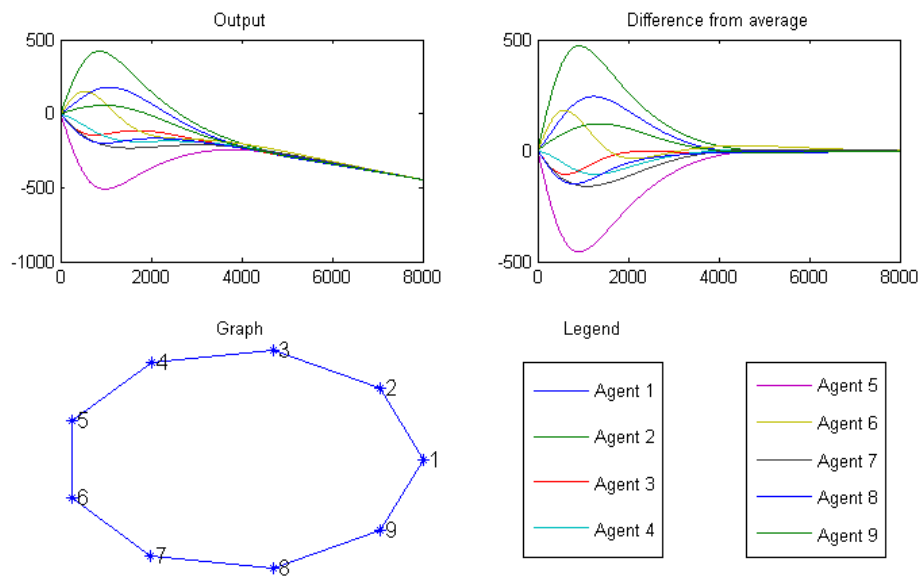 Output
Difference from average
500
0
-500
-1000
0
2000
4000
6000
8000
500
0
-500
0
2000
4000
6000
8000
Graph
Legend
3
4
2
5
1
6
9
7
8
Agent 1
Agent 2
Agent 3
Agent 4
Agent 5
Agent 6
Agent 7
Agent 8
Agent 9